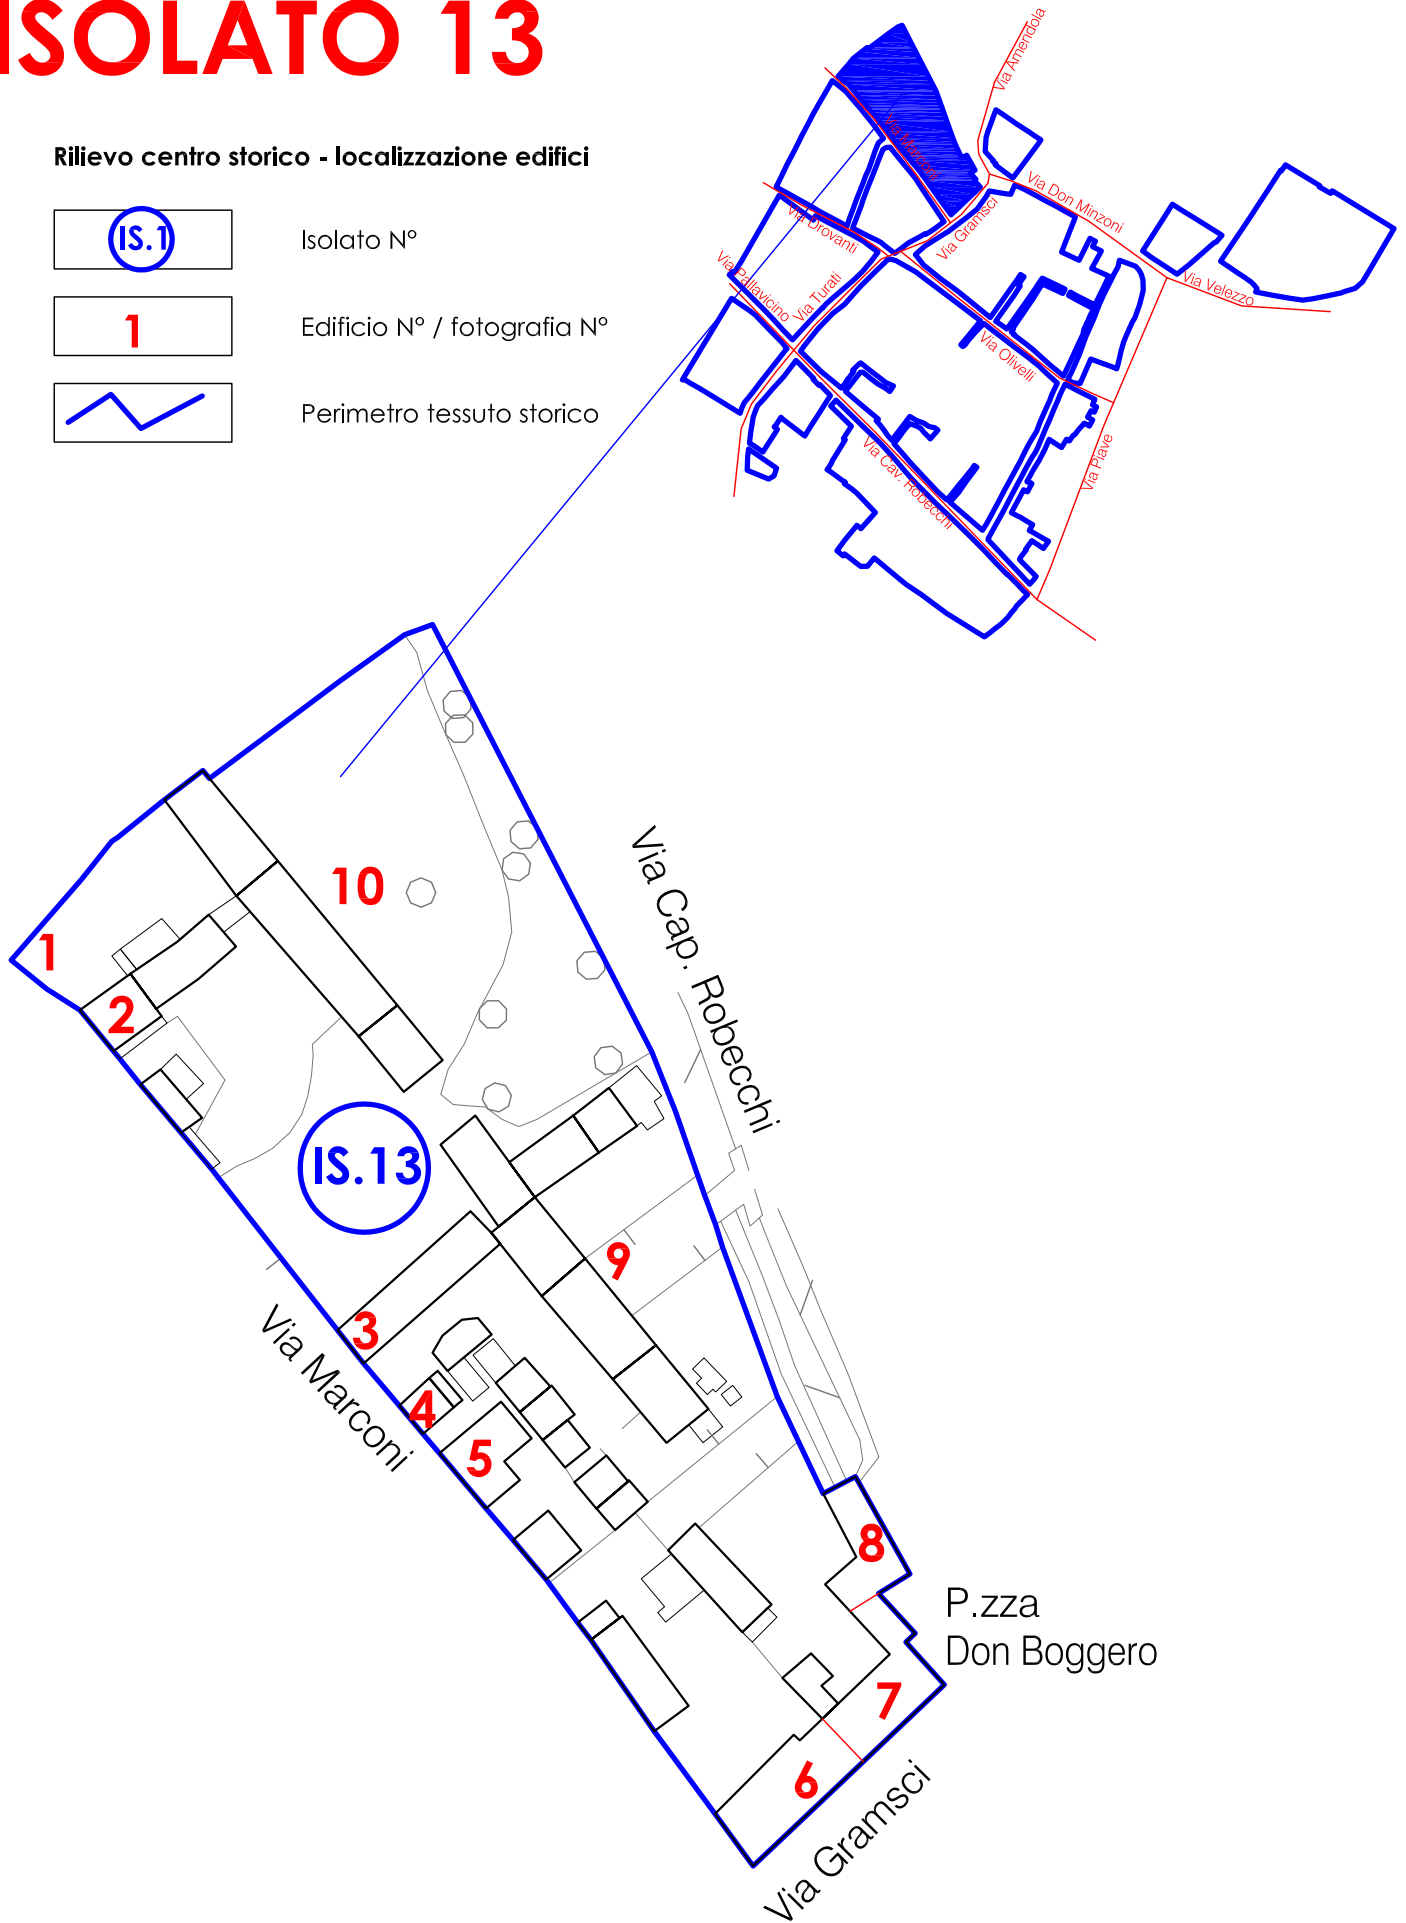 ISOLATO 13
Rilievo centro storico - localizzazione edifici
IS.1
Isolato N°
1
Edificio N° / fotografia N°
Perimetro tessuto storico
Via Amendola
Via Marconi
Via Don Minzoni
Via Gramsci
Via Drovanti
Via Pallavicino
Via Turati
Via Velezzo
Via Olivelli
Via Piave
Via Cav. Robecchi
10
1
2
Via Cap. Robecchi
IS.13
9
3
Via Marconi
4
5
8
P.zza
Don Boggero
7
6
Via Gramsci